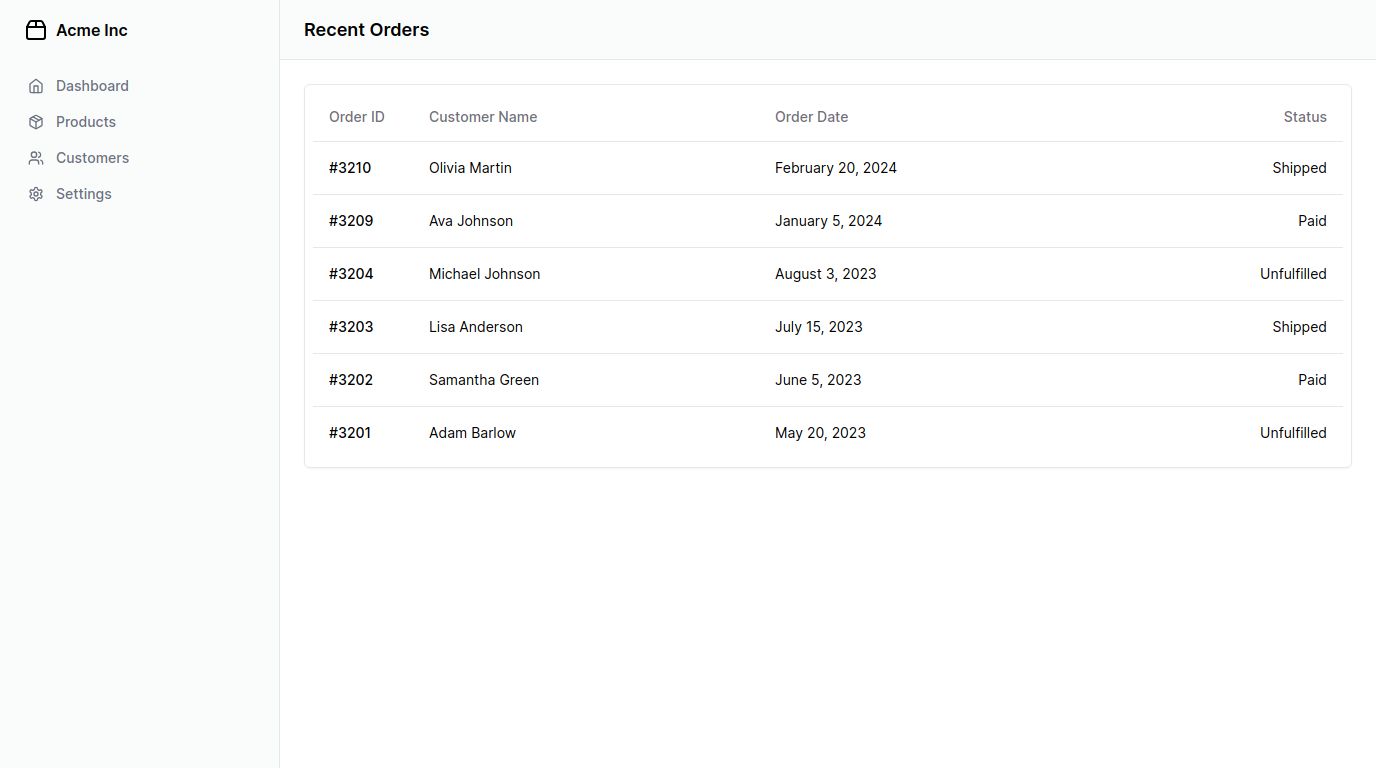 Acme Inc
Dashboard
Products
Customers
Settings
Recent Orders
Order ID Customer Name Order Date Status
#3210 Olivia Martin February 20, 2024 Shipped
#3209 Ava Johnson January 5, 2024 Paid
#3204 Michael Johnson August 3, 2023 Unfulfilled
#3203 Lisa Anderson July 15, 2023 Shipped
#3202 Samantha Green June 5, 2023 Paid
#3201 Adam Barlow May 20, 2023 Unfulfilled